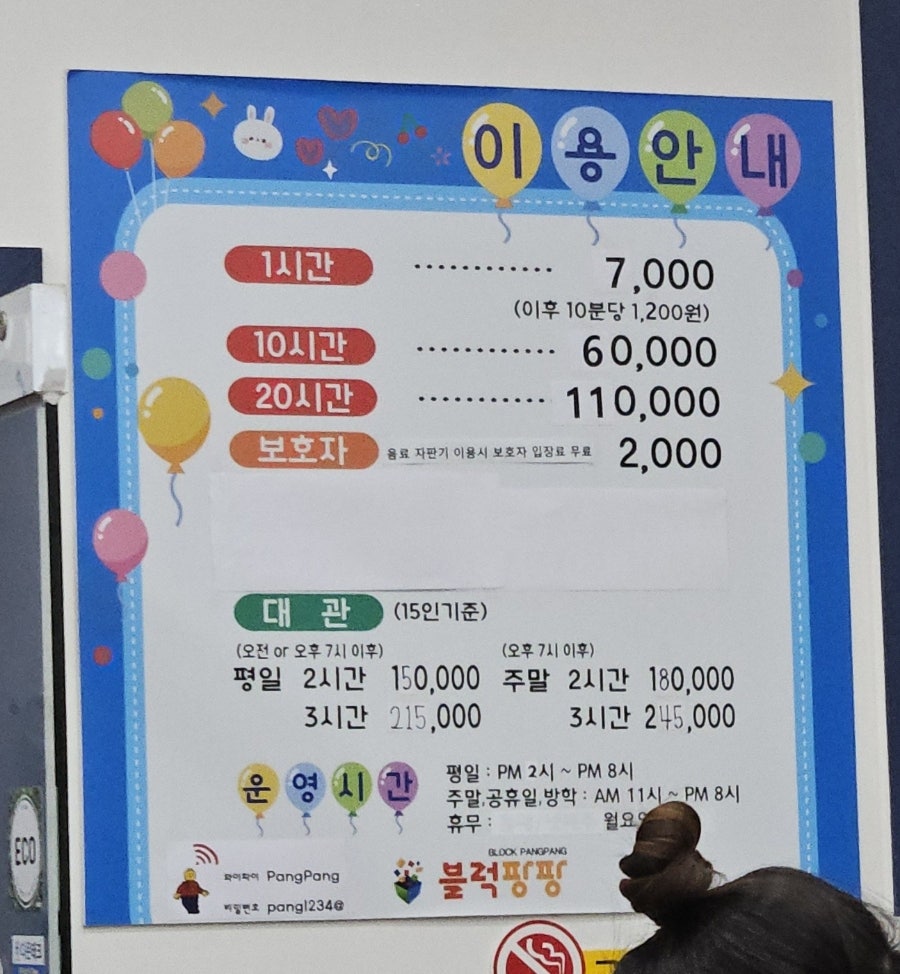 이용안내
1시간 ············· 7,000
(이후 10분당 1,200원)
10시간 ············· 60,000
20시간 ············· 110,000
보호자 음료 자판기 이용시 보호자 입장료 무료 2,000
대 관 (15인기준)
(오전 or 오후 7시 이후) (오후 7시 이후)
평일 2시간 150,000 주말 2시간 180,000
3시간 215,000 3시간 245,000
운영시간
평일 : PM 2시 ~ PM 8시
주말,공휴일,방학 : AM 11시 ~ PM 8시
휴무 :
BLOCK PANGPANG
블럭팡팡
와이파이 PangPang
비밀번호 pang1234@
ECO